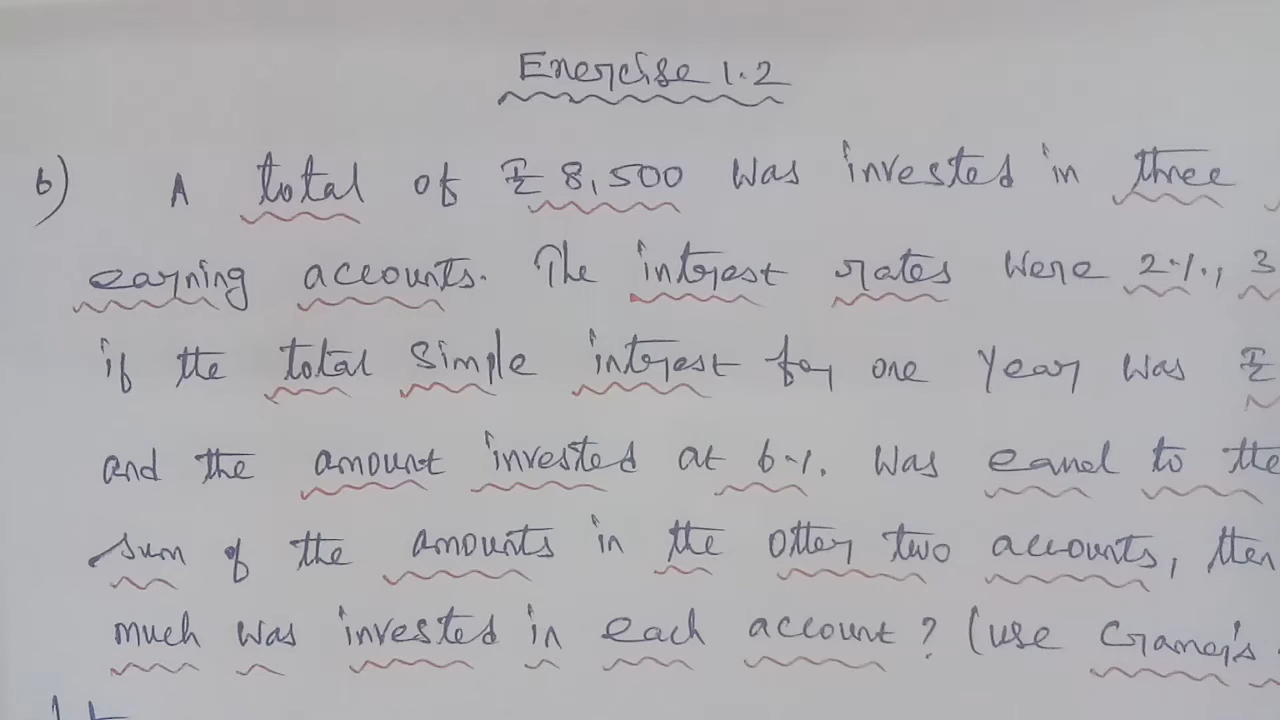 Exercise 1.2
6) A total of ₹ 8,500 was invested in three
earning accounts. The interest rates were 2%, 3
if the total simple interest for one year was ₹
and the amount invested at 6%. was equal to the
sum of the amounts in the other two accounts, then
much was invested in each account? (use Cramer's